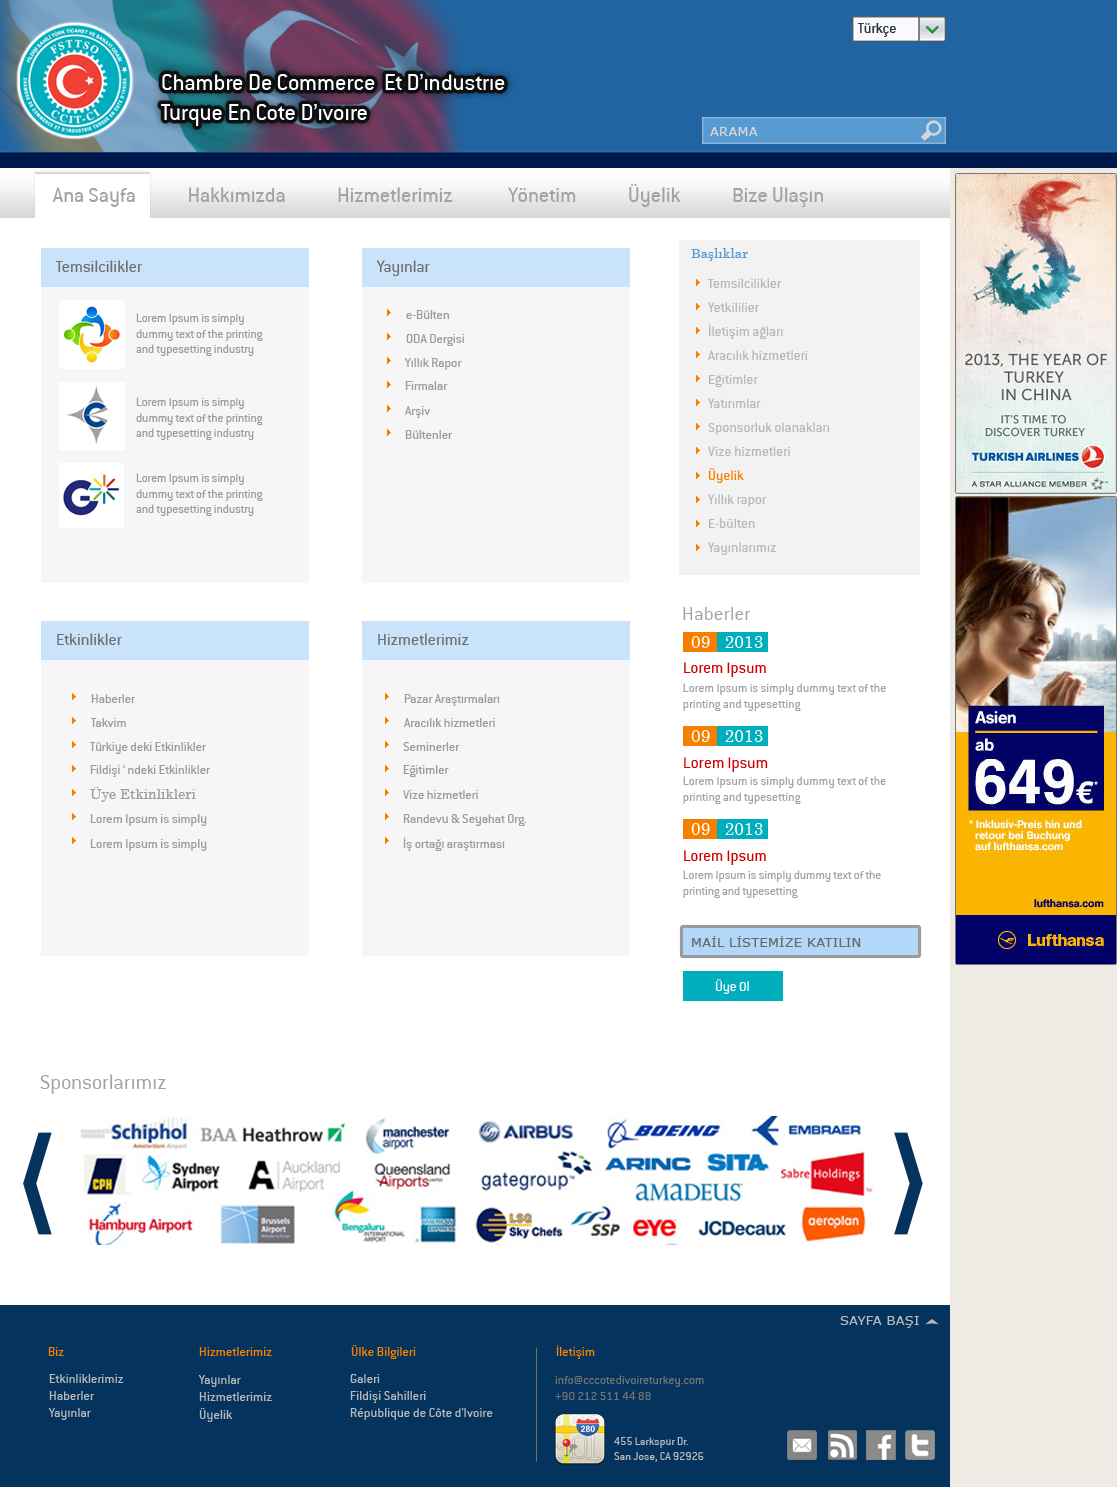 FSTTSO
CCIT-CI
Chambre De Commerce Et D'ındustrıe
Turque En Cote D'ıvoıre
Türkçe
ARAMA
Ana Sayfa
Hakkımızda
Hizmetlerimiz
Yönetim
Üyelik
Bize Ulaşın
Temsilcilikler
Lorem Ipsum is simply
dummy text of the printing
and typesetting industry
Lorem Ipsum is simply
dummy text of the printing
and typesetting industry
Lorem Ipsum is simply
dummy text of the printing
and typesetting industry
Yayınlar
e-Bülten
ODA Dergisi
Yıllık Rapor
Firmalar
Arşiv
Bültenler
Başlıklar
Temsilcilikler
Yetkililier
İletişim ağları
Aracılık hizmetleri
Eğitimler
Yatırımlar
Sponsorluk olanakları
Vize hizmetleri
Üyelik
Yıllık rapor
E-bülten
Yayınlarımız
2013, THE YEAR OF
TURKEY
IN CHINA
IT'S TIME TO
DISCOVER TURKEY
TURKISH AIRLINES
A STAR ALLIANCE MEMBER
Asien
ab
649€*
* Inklusiv-Preis hin und
retour bei Buchung
auf lufthansa.com
lufthansa.com
Lufthansa
Etkinlikler
Haberler
Takvim
Türkiye deki Etkinlikler
Fildişi ' ndeki Etkinlikler
Üye Etkinlikleri
Lorem Ipsum is simply
Lorem Ipsum is simply
Hizmetlerimiz
Pazar Araştırmaları
Aracılık hizmetleri
Seminerler
Eğitimler
Vize hizmetleri
Randevu & Seyahat Org.
İş ortağı araştırması
Haberler
09 2013
Lorem Ipsum
Lorem Ipsum is simply dummy text of the
printing and typesetting
09 2013
Lorem Ipsum
Lorem Ipsum is simply dummy text of the
printing and typesetting
09 2013
Lorem Ipsum
Lorem Ipsum is simply dummy text of the
printing and typesetting
MAİL LİSTEMİZE KATILIN
Üye Ol
Sponsorlarımız
Schiphol
Amsterdam Airport
BAA Heathrow
manchester
airport
AIRBUS
BOEING
EMBRAER
CPH
Sydney
Airport
Auckland
Airport
Queensland
Airports
LIMITED
gategroup
ARINC
SITA
amadeus
Sabre Holdings
Hamburg Airport
Brussels
Airport
Bengaluru
INTERNATIONAL
AIRPORT
AMERICAN
EXPRESS
LSG
Sky Chefs
SSP
eye
JCDecaux
aeroplan
SAYFA BAŞI
Biz
Etkinliklerimiz
Haberler
Yayınlar
Hizmetlerimiz
Yayınlar
Hizmetlerimiz
Üyelik
Ülke Bilgileri
Galeri
Fildişi Sahilleri
République de Côte d'Ivoire
İletişim
info@cccotedivoireturkey.com
+90 212 511 44 88
280
455 Larkspur Dr.
San Jose, CA 92926